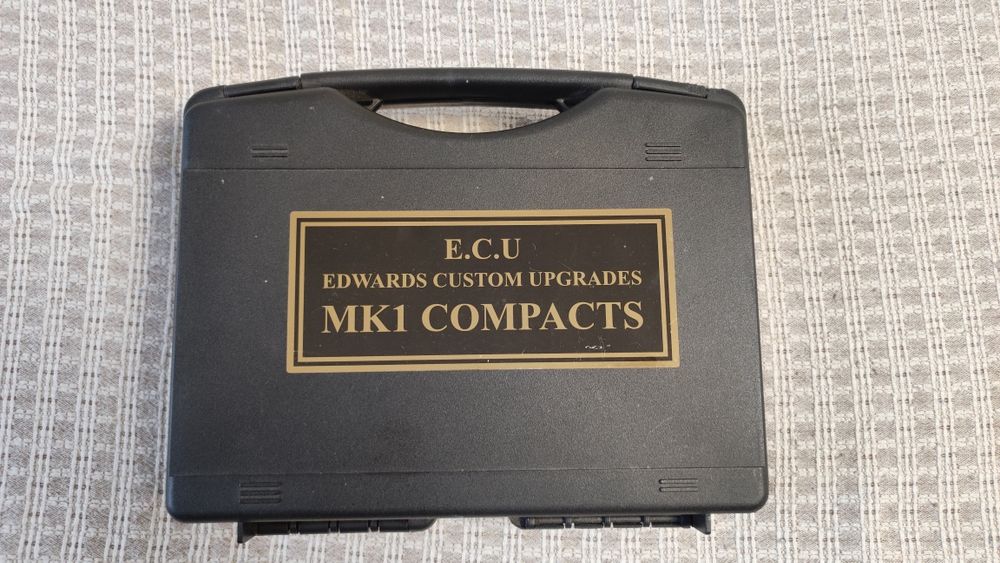 E.C.U
EDWARDS CUSTOM UPGRADES
MK1 COMPACTS